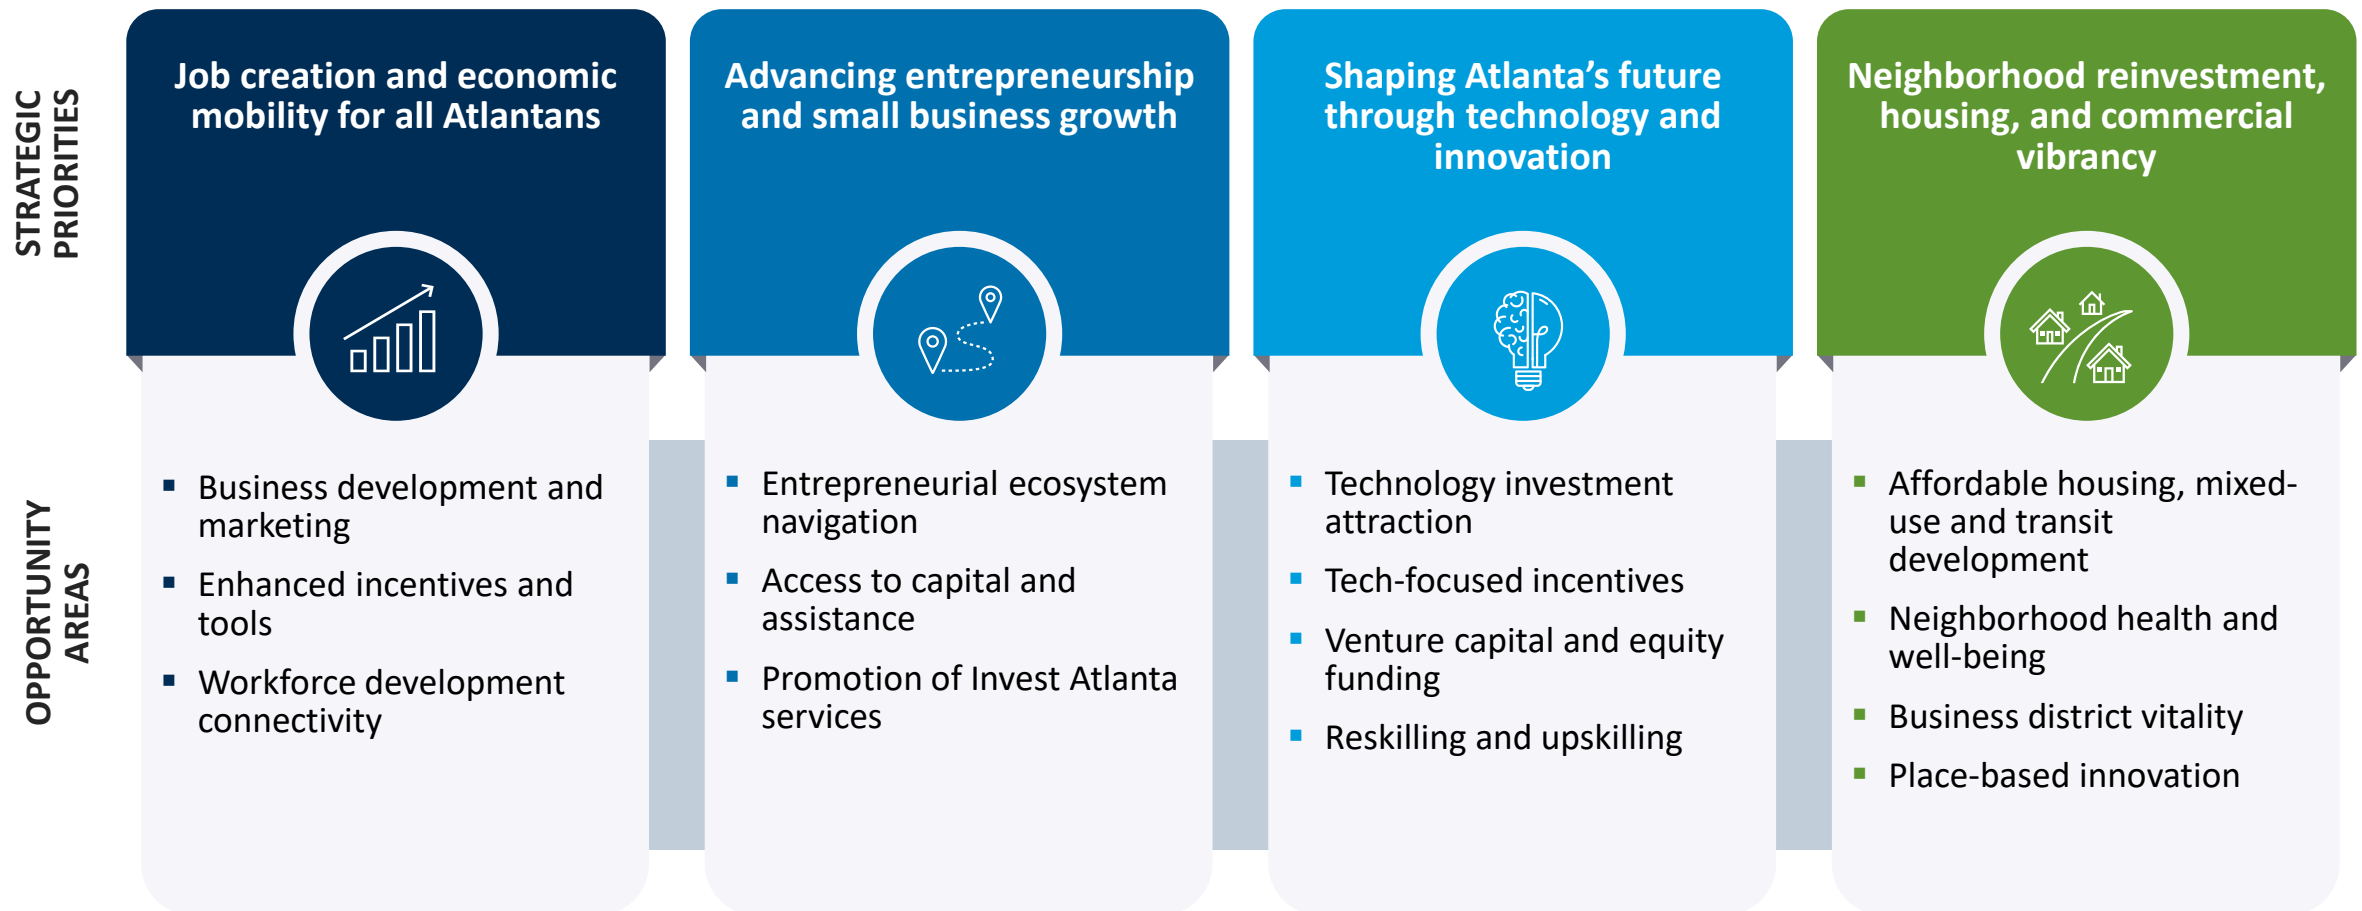 STRATEGIC
PRIORITIES
Job creation and economic
mobility for all Atlantans
Advancing entrepreneurship
and small business growth
Shaping Atlanta’s future
through technology and
innovation
Neighborhood reinvestment,
housing, and commercial
vibrancy
OPPORTUNITY
AREAS
▪ Business development and
marketing
▪ Enhanced incentives and
tools
▪ Workforce development
connectivity
▪ Entrepreneurial ecosystem
navigation
▪ Access to capital and
assistance
▪ Promotion of Invest Atlanta
services
▪ Technology investment
attraction
▪ Tech-focused incentives
▪ Venture capital and equity
funding
▪ Reskilling and upskilling
▪ Affordable housing, mixed-
use and transit
development
▪ Neighborhood health and
well-being
▪ Business district vitality
▪ Place-based innovation